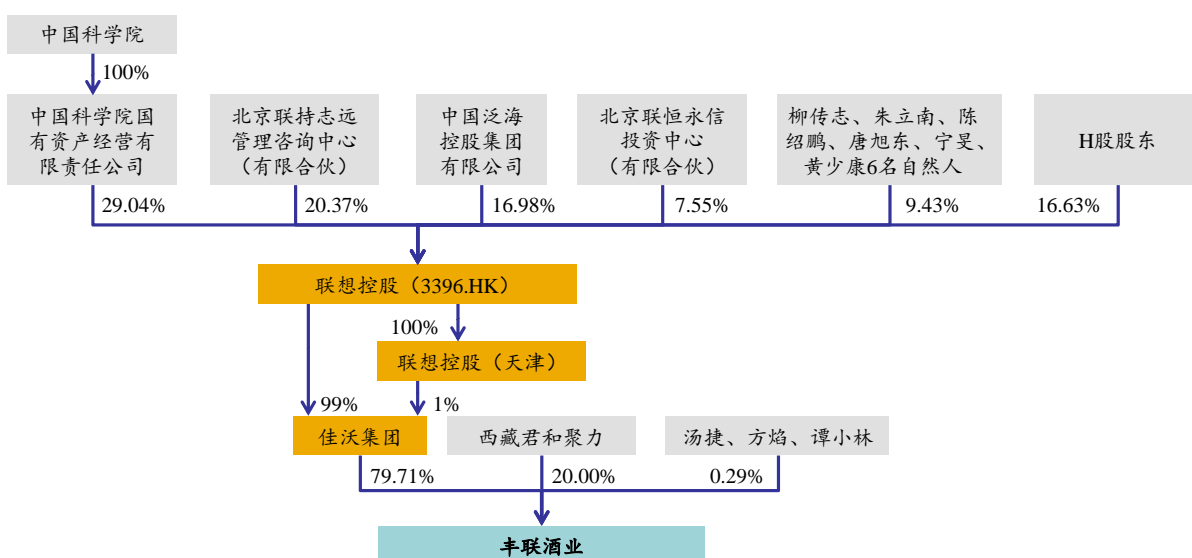 中国科学院
100%
中国科学院国
有资产经营有
限责任公司
北京联持志远
管理咨询中心
（有限合伙）
中国泛海
控股集团
有限公司
北京联恒永信
投资中心
（有限合伙）
柳传志、朱立南、陈
绍鹏、唐旭东、宁旻、
黄少康6名自然人
H股股东
29.04%
20.37%
16.98%
7.55%
9.43%
16.63%
联想控股（3396.HK）
100%
联想控股（天津）
99%
1%
佳沃集团
西藏君和聚力
汤捷、方焰、谭小林
79.71%
20.00%
0.29%
丰联酒业